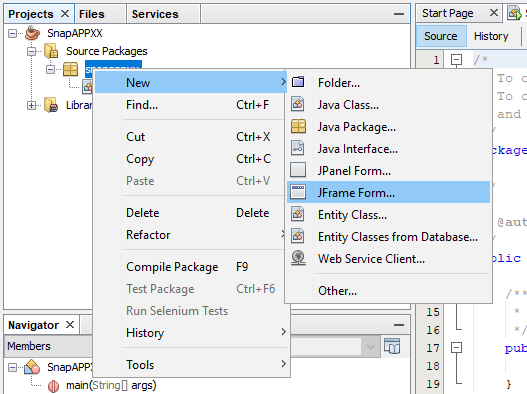 Projects Files Services
SnapAPPXX
Source Packages
Librar
New
Find... Ctrl+F
Cut Ctrl+X
Copy Ctrl+C
Paste Ctrl+V
Delete Delete
Refactor
Compile Package F9
Test Package Ctrl+F6
Run Selenium Tests
History
Tools
Folder...
Java Class...
Java Package...
Java Interface...
JPanel Form...
JFrame Form...
Entity Class...
Entity Classes from Database...
Web Service Client...
Other...
Navigator
Members
SnapAPPX
main(String[] args)
Start Page
Source History
1 /*
To c
To c
and
ackage
*
@aut
/
blic
/**
15 *
16 */
17 pub
18
19 }